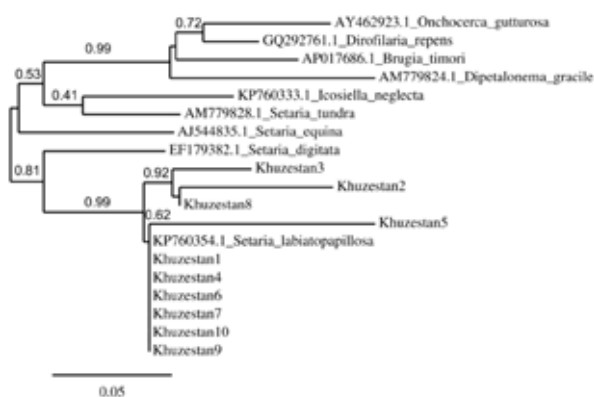 0.72
AY462923.1_Onchocerca_gutturosa
GQ292761.1_Dirofilaria_repens
0.99
AP017686.1_Brugia_timori
0.53
AM779824.1_Dipetalonema_gracile
0.41
KP760333.1_Icosiella_neglecta
AM779828.1_Setaria_tundra
AJ544835.1_Setaria_equina
EF179382.1_Setaria_digitata
0.81
0.92
Khuzestan3
Khuzestan2
0.99
Khuzestan8
0.62
Khuzestan5
KP760354.1_Setaria_labiatopapillosa
Khuzestan1
Khuzestan4
Khuzestan6
Khuzestan7
Khuzestan10
Khuzestan9
0.05